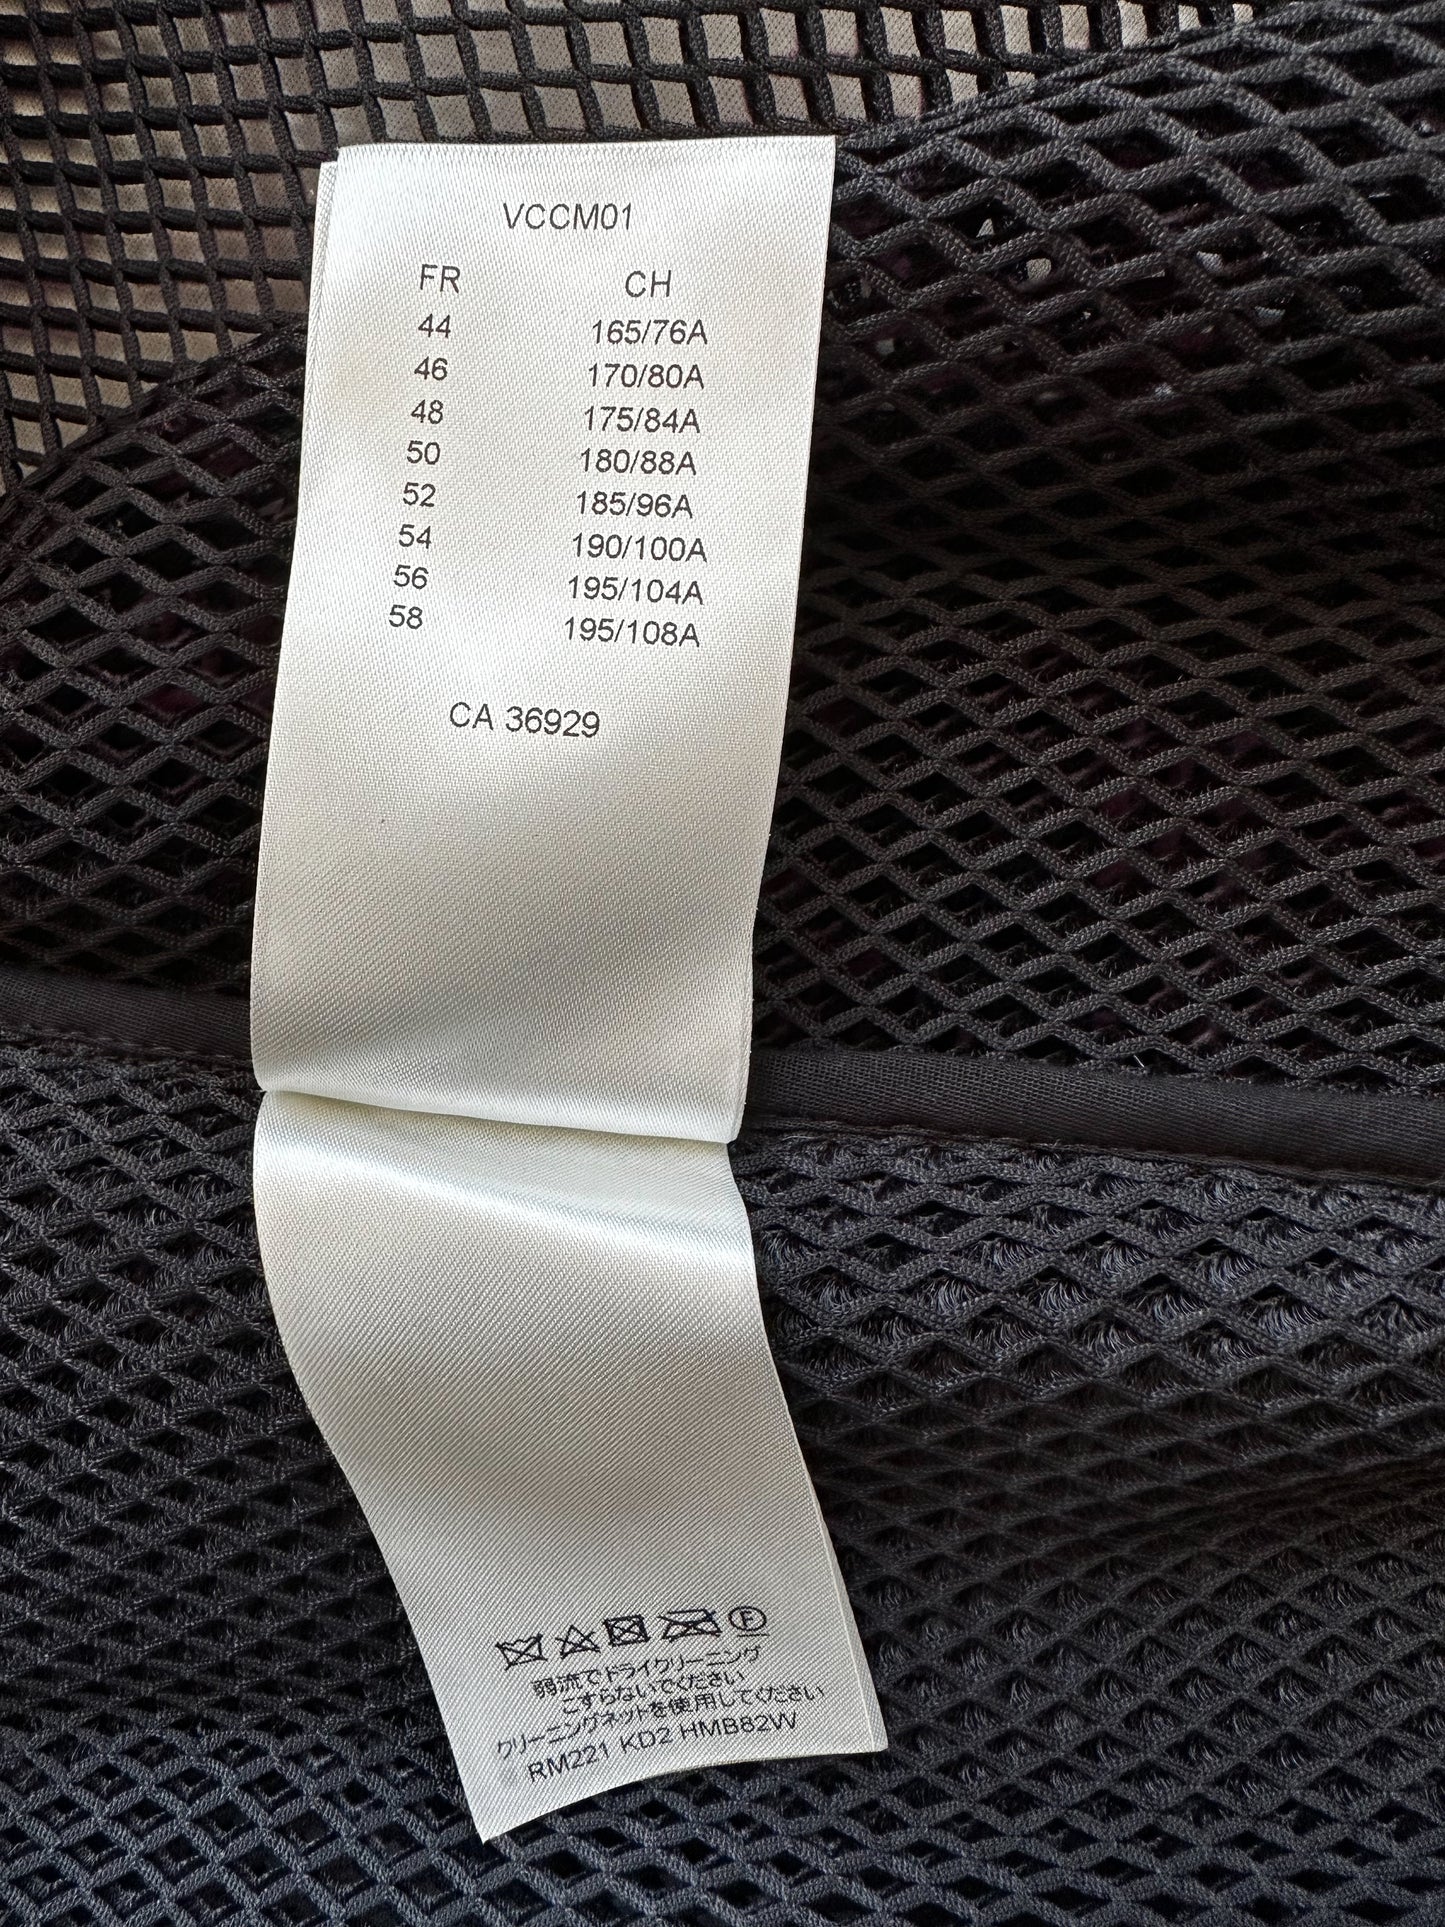 VCCM01
FR CH
44 165/76A
46 170/80A
48 175/84A
50 180/88A
52 185/96A
54 190/100A
56 195/104A
58 195/108A
CA 36929
F
弱流でドライクリーニング
こすらないでください
クリーニングネットを使用してください
RM221 KD2 HMB82W